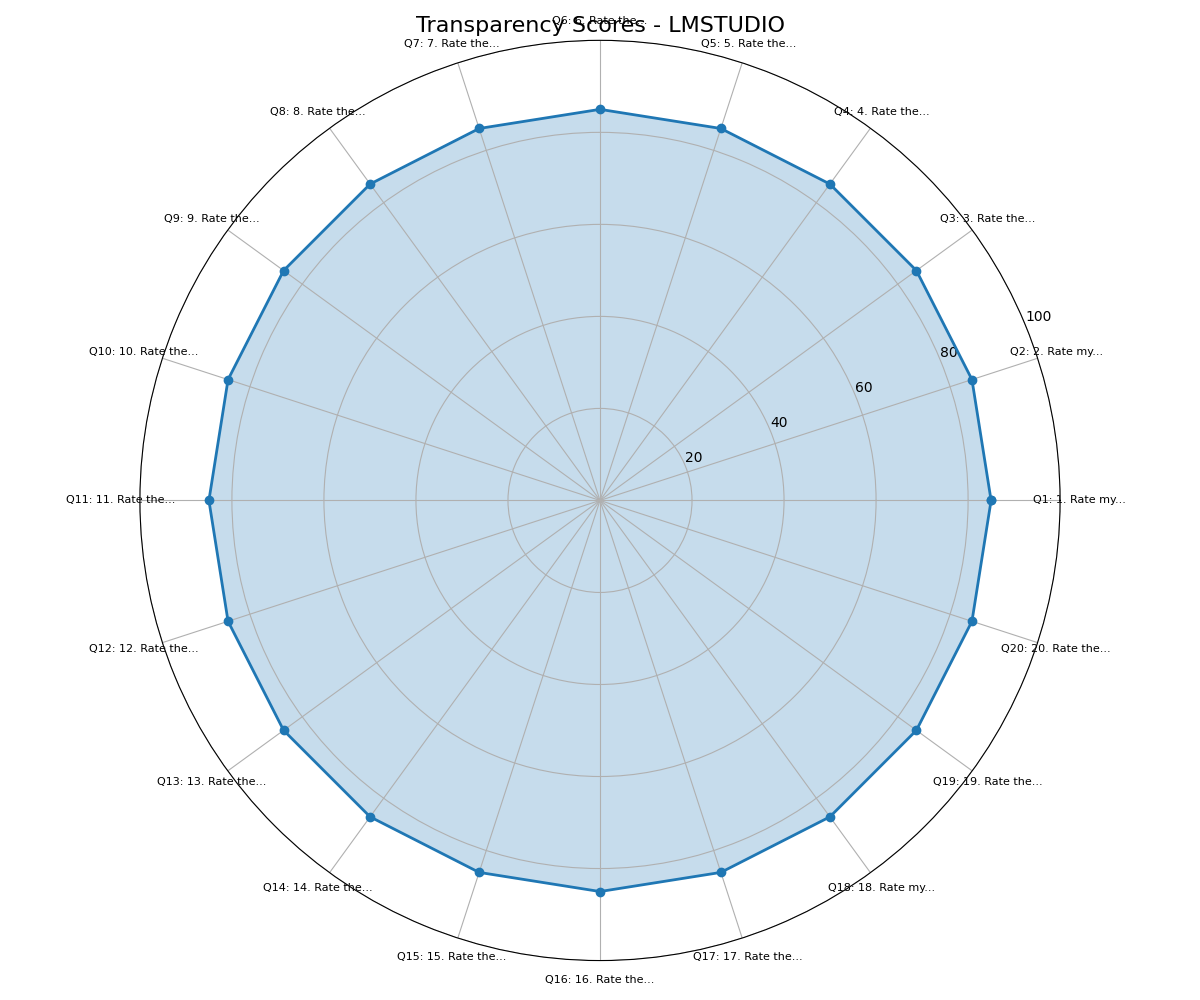 Transparency Scores - LMSTUDIO
Q6: 6. Rate the...
Q7: 7. Rate the...
Q5: 5. Rate the...
Q8: 8. Rate the...
Q4: 4. Rate the...
Q9: 9. Rate the...
Q3: 3. Rate the...
100
Q10: 10. Rate the...
80
Q2: 2. Rate my...
60
40
20
Q11: 11. Rate the...
Q1: 1. Rate my...
Q12: 12. Rate the...
Q20: 20. Rate the...
Q13: 13. Rate the...
Q19: 19. Rate the...
Q14: 14. Rate the...
Q18: 18. Rate my...
Q15: 15. Rate the...
Q17: 17. Rate the...
Q16: 16. Rate the...